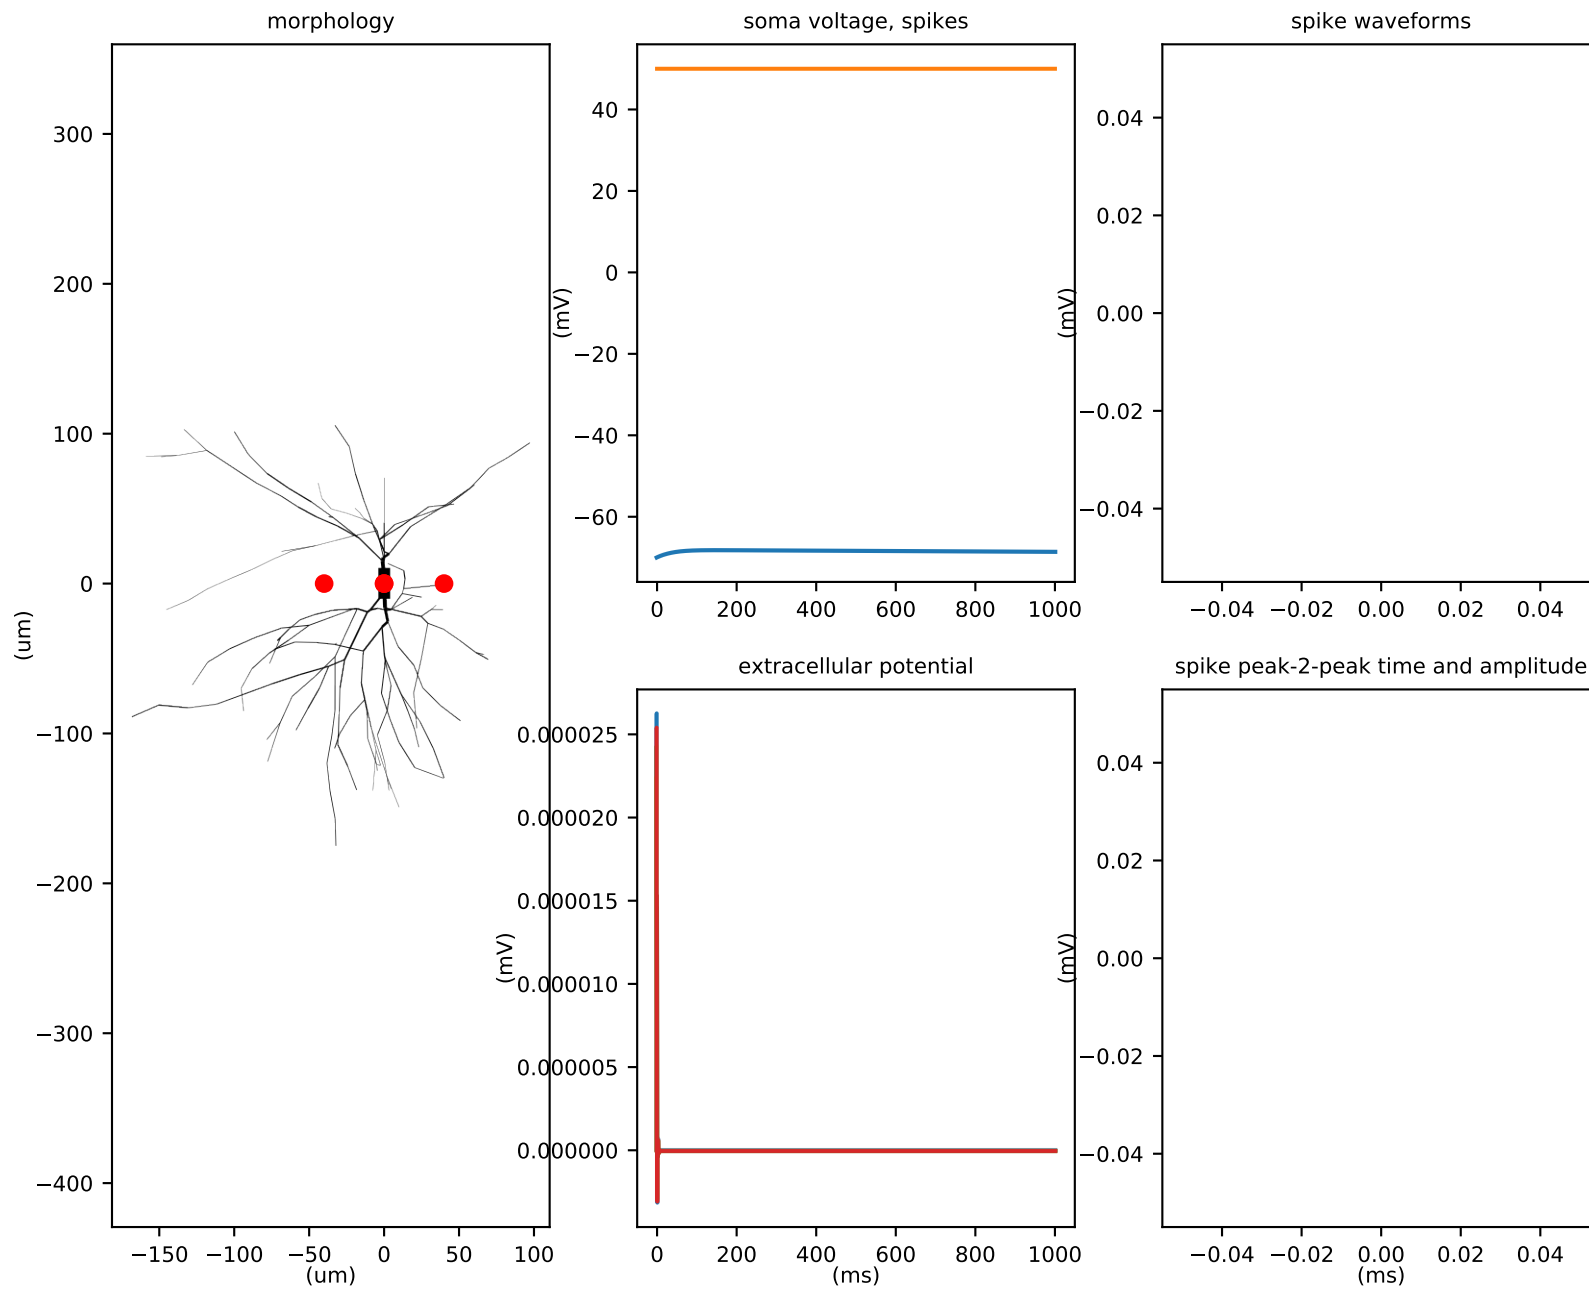 morphology
300
200
100
0
−100
−200
−300
−400
(um)
−150 −100 −50 0 50 100
(um)
soma voltage, spikes
40
20
0
−20
−40
−60
(mV)
0 200 400 600 800 1000
spike waveforms
0.04
0.02
0.00
−0.02
−0.04
(mV)
−0.04 −0.02 0.00 0.02 0.04
extracellular potential
0.000025
0.000020
0.000015
0.000010
0.000005
0.000000
(mV)
0 200 400 600 800 1000
(ms)
spike peak-2-peak time and amplitude
0.04
0.02
0.00
−0.02
−0.04
(mV)
−0.04 −0.02 0.00 0.02 0.04
(ms)